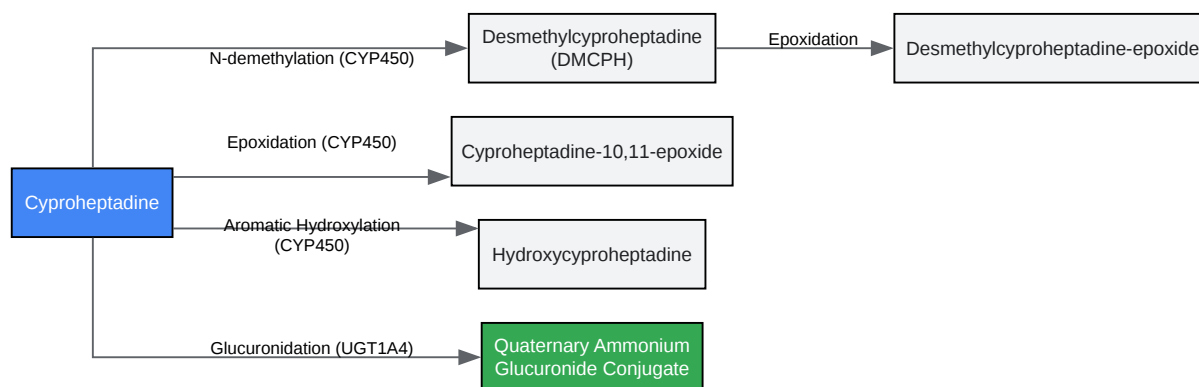 N-demethylation (CYP450)
Desmethylcyproheptadine
(DMCPH)
Epoxidation
Desmethylcyproheptadine-epoxide
Epoxidation (CYP450)
Cyproheptadine-10,11-epoxide
Cyproheptadine
Aromatic Hydroxylation
(CYP450)
Hydroxycyproheptadine
Glucuronidation (UGT1A4)
Quaternary Ammonium
Glucuronide Conjugate